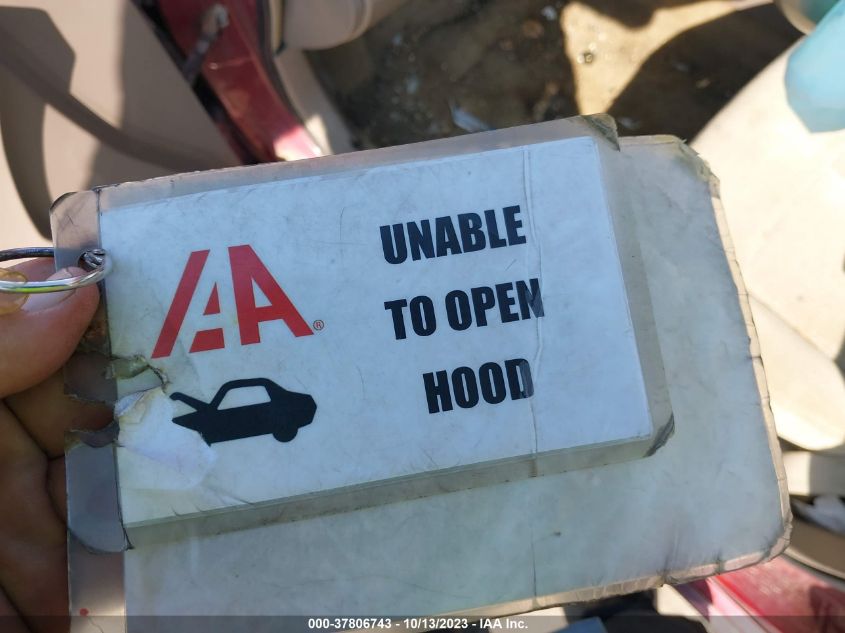 IAA®
UNABLE
TO OPEN
HOOD
000-37806743 - 10/13/2023 - IAA Inc.